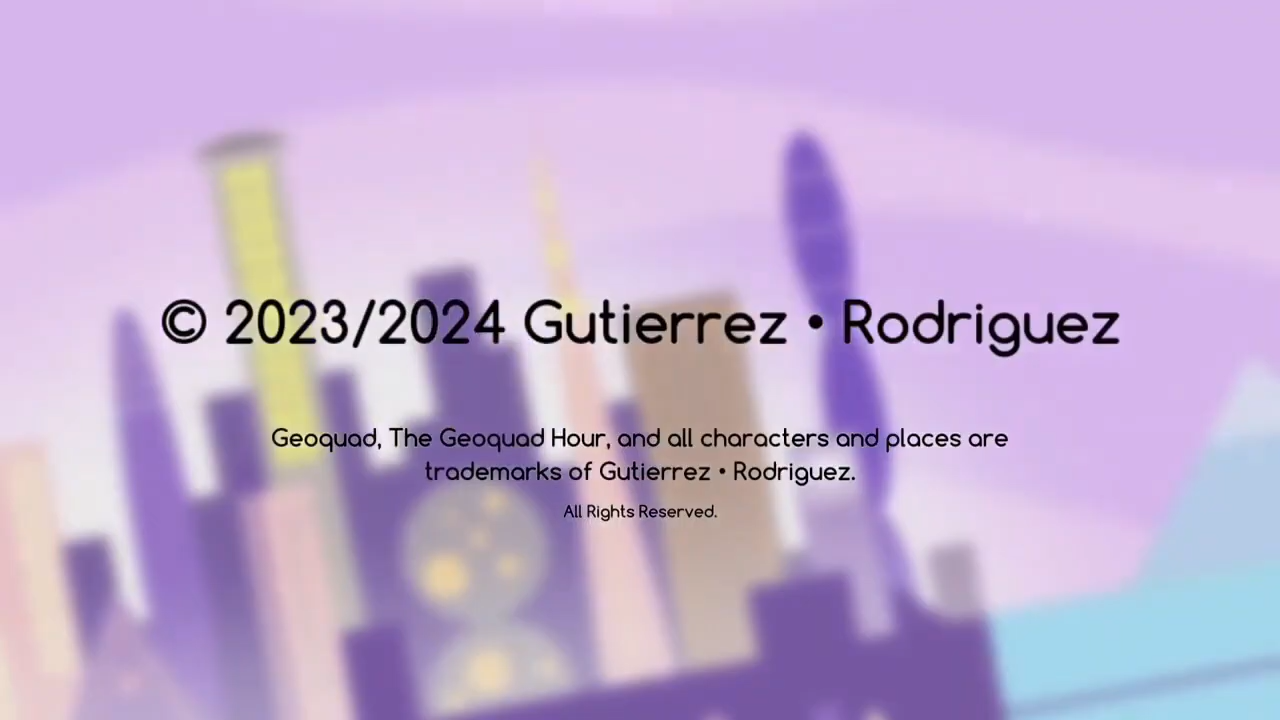 © 2023/2024 Gutierrez • Rodriguez
Geoquad, The Geoquad Hour, and all characters and places are
trademarks of Gutierrez • Rodriguez.
All Rights Reserved.